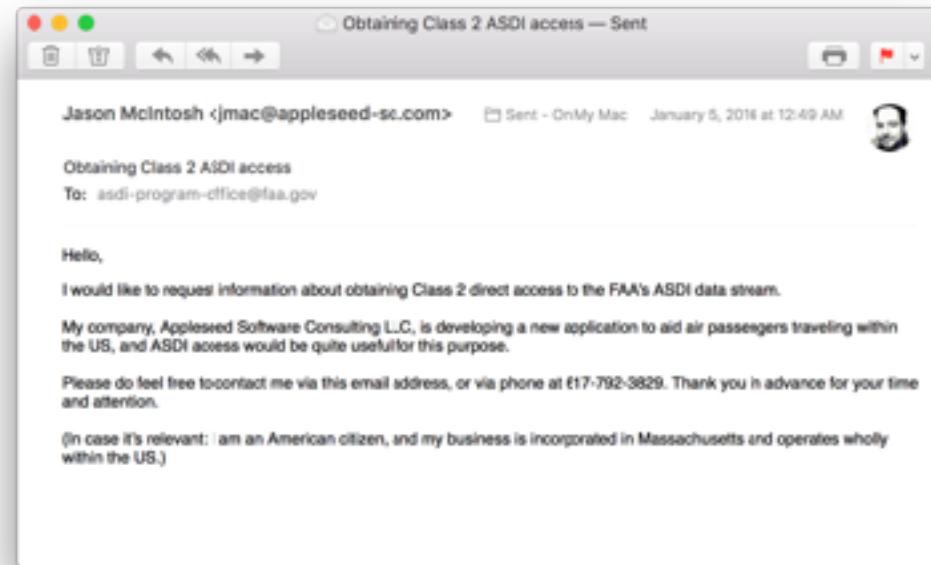 Obtaining Class 2 ASDI access — Sent
Jason McIntosh <jmac@appleseed-sc.com> Sent - On My Mac January 5, 2016 at 12:49 AM
Obtaining Class 2 ASDI access
To: asdi-program-office@faa.gov
Hello,
I would like to request information about obtaining Class 2 direct access to the FAA's ASDI data stream.
My company, Appleseed Software Consulting LLC, is developing a new application to aid air passengers traveling within
the US, and ASDI access would be quite useful for this purpose.
Please do feel free to contact me via this email address, or via phone at 617-792-3829. Thank you in advance for your time
and attention.
(In case it's relevant: I am an American citizen, and my business is incorporated in Massachusetts and operates wholly
within the US.)